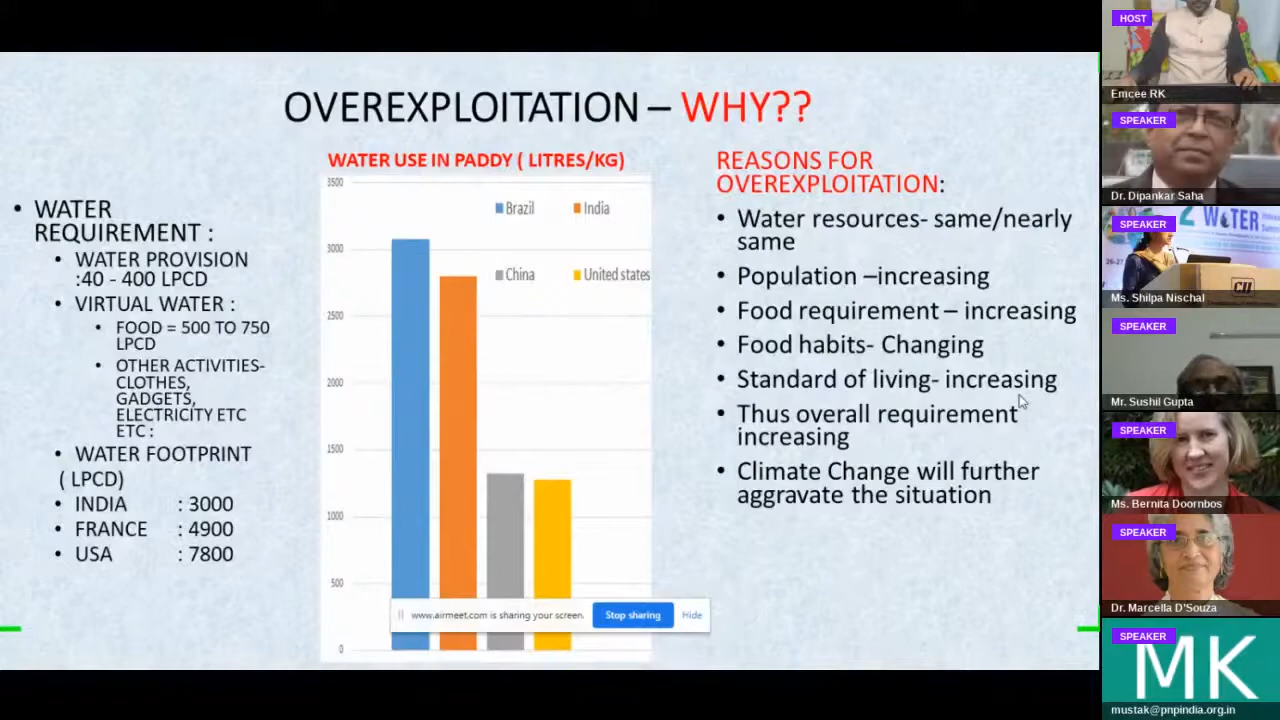 OVEREXPLOITATION – WHY??
• WATER
REQUIREMENT :
• WATER PROVISION
:40 - 400 LPCD
• VIRTUAL WATER :
• FOOD = 500 TO 750
LPCD
• OTHER ACTIVITIES-
CLOTHES,
GADGETS,
ELECTRICITY ETC
ETC :
• WATER FOOTPRINT
( LPCD)
• INDIA : 3000
• FRANCE : 4900
• USA : 7800
WATER USE IN PADDY ( LITRES/KG)
3500
3000
2500
2000
1500
1000
500
0
Brazil India
China United states
www.airmeet.com is sharing your screen. Stop sharing Hide
REASONS FOR
OVEREXPLOITATION:
• Water resources- same/nearly
same
• Population –increasing
• Food requirement – increasing
• Food habits- Changing
• Standard of living- increasing
• Thus overall requirement
increasing
• Climate Change will further
aggravate the situation
HOST
Emcee RK
SPEAKER
Dr. Dipankar Saha
SPEAKER
2 WATER
26-27
CII
Ms. Shilpa Nischal
SPEAKER
Mr. Sushil Gupta
SPEAKER
Ms. Bernita Doornbos
SPEAKER
Dr. Marcella D'Souza
SPEAKER
MK
mustak@pnpindia.org.in